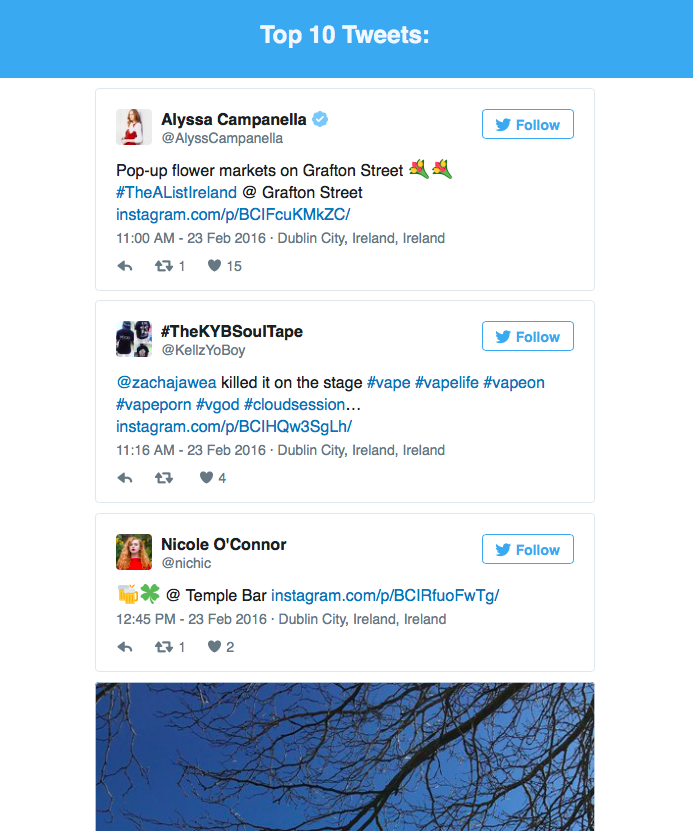 Top 10 Tweets:
Alyssa Campanella
Follow
@AlyssCampanella
Pop-up flower markets on Grafton Street 💐💐
#TheAListIreland @ Grafton Street
instagram.com/p/BCIFcuKMkZC/
11:00 AM - 23 Feb 2016 · Dublin City, Ireland, Ireland
1 15
#TheKYBSoulTape
Follow
@KellzYoBoy
@zachajawea killed it on the stage #vape #vapelife #vapeon
#vapeporn #vgod #cloudsession…
instagram.com/p/BCIHQw3SgLh/
11:16 AM - 23 Feb 2016 · Dublin City, Ireland, Ireland
4
Nicole O'Connor
Follow
@nichic
🍻🍀 @ Temple Bar instagram.com/p/BCIRfuoFwTg/
12:45 PM - 23 Feb 2016 · Dublin City, Ireland, Ireland
1 2